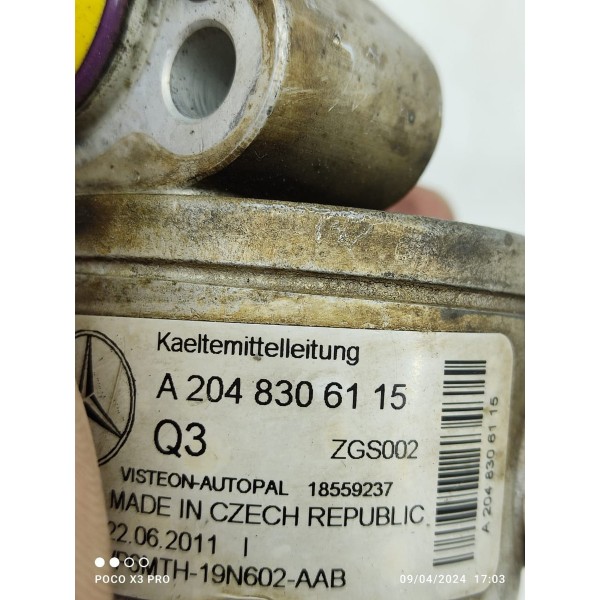 Kaeltemittelleitung
A 204 830 61 15
Q3 ZGS002
VISTEON-AUTOPAL 18559237
MADE IN CZECH REPUBLIC
22.06.2011 I
VP9MTH-19N602-AAB
A 204 830 61 15
POCO X3 PRO
09/04/2024 17:03